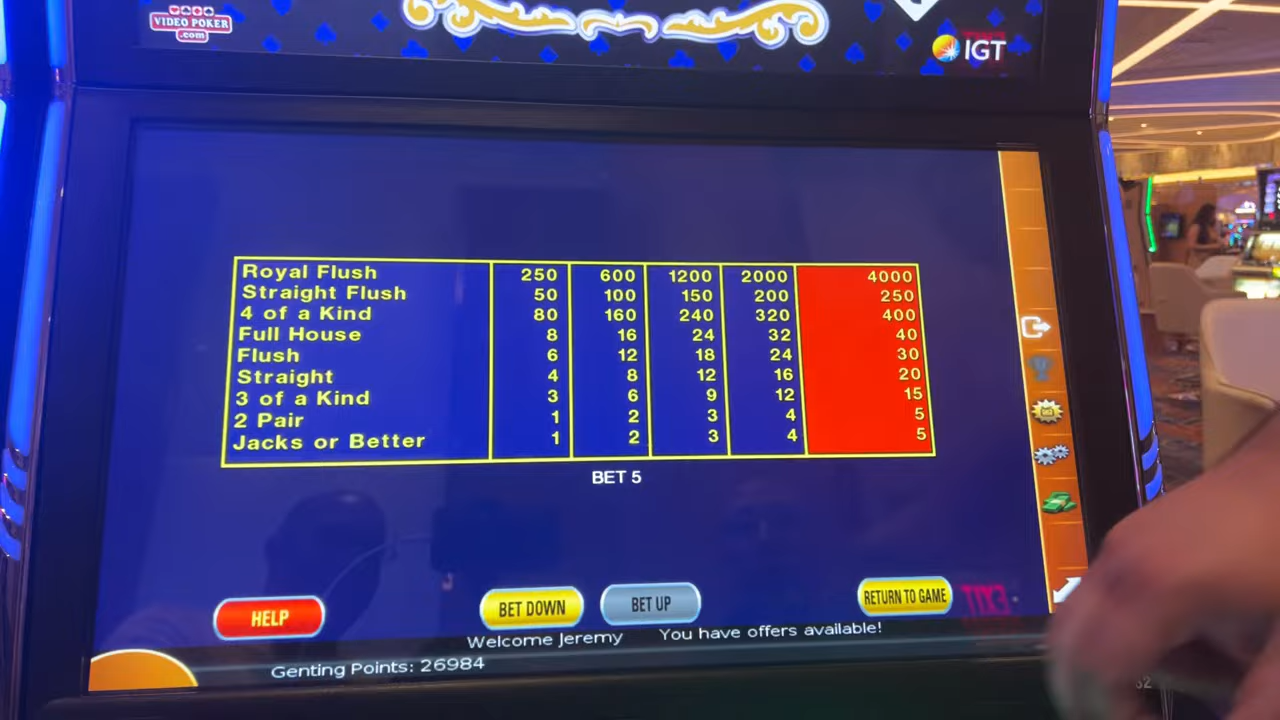 VIDEO POKER
.com
IGT
Royal Flush 250 600 1200 2000 4000
Straight Flush 50 100 150 200 250
4 of a Kind 80 160 240 320 400
Full House 8 16 24 32 40
Flush 6 12 18 24 30
Straight 4 8 12 16 20
3 of a Kind 3 6 9 12 15
2 Pair 1 2 3 4 5
Jacks or Better 1 2 3 4 5
BET 5
HELP
BET DOWN
BET UP
RETURN TO GAME
Welcome Jeremy You have offers available!
Genting Points: 26984